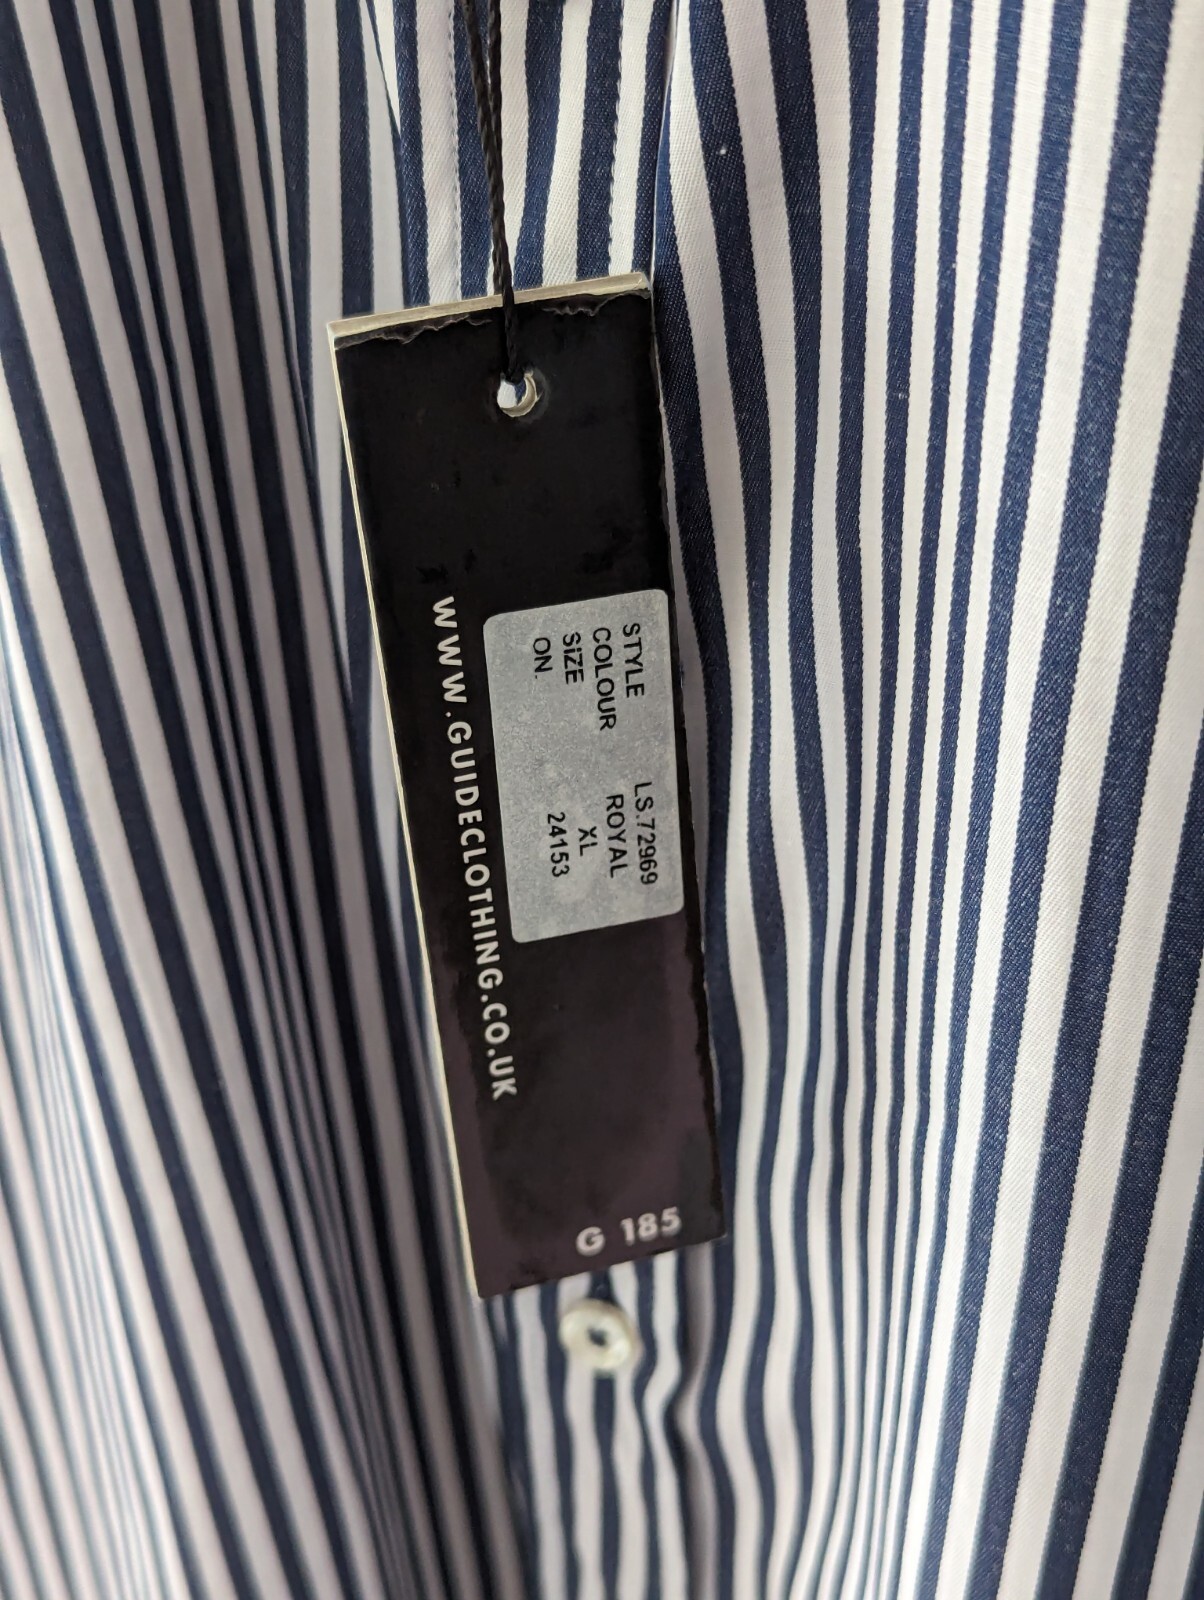 STYLE LS.72969
COLOUR ROYAL
SIZE XL
ON. 24153
WWW.GUIDECLOTHING.CO.UK
G 185